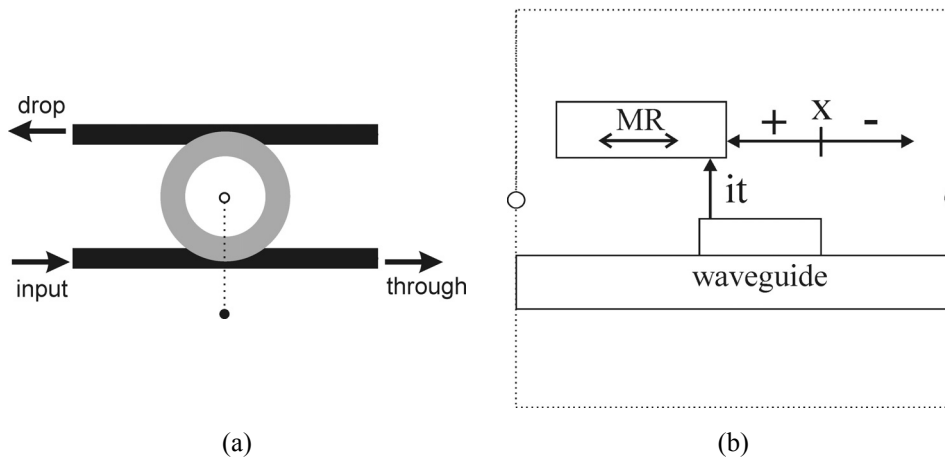 drop
input
through
(a)
MR
+
X
-
it
waveguide
(b)